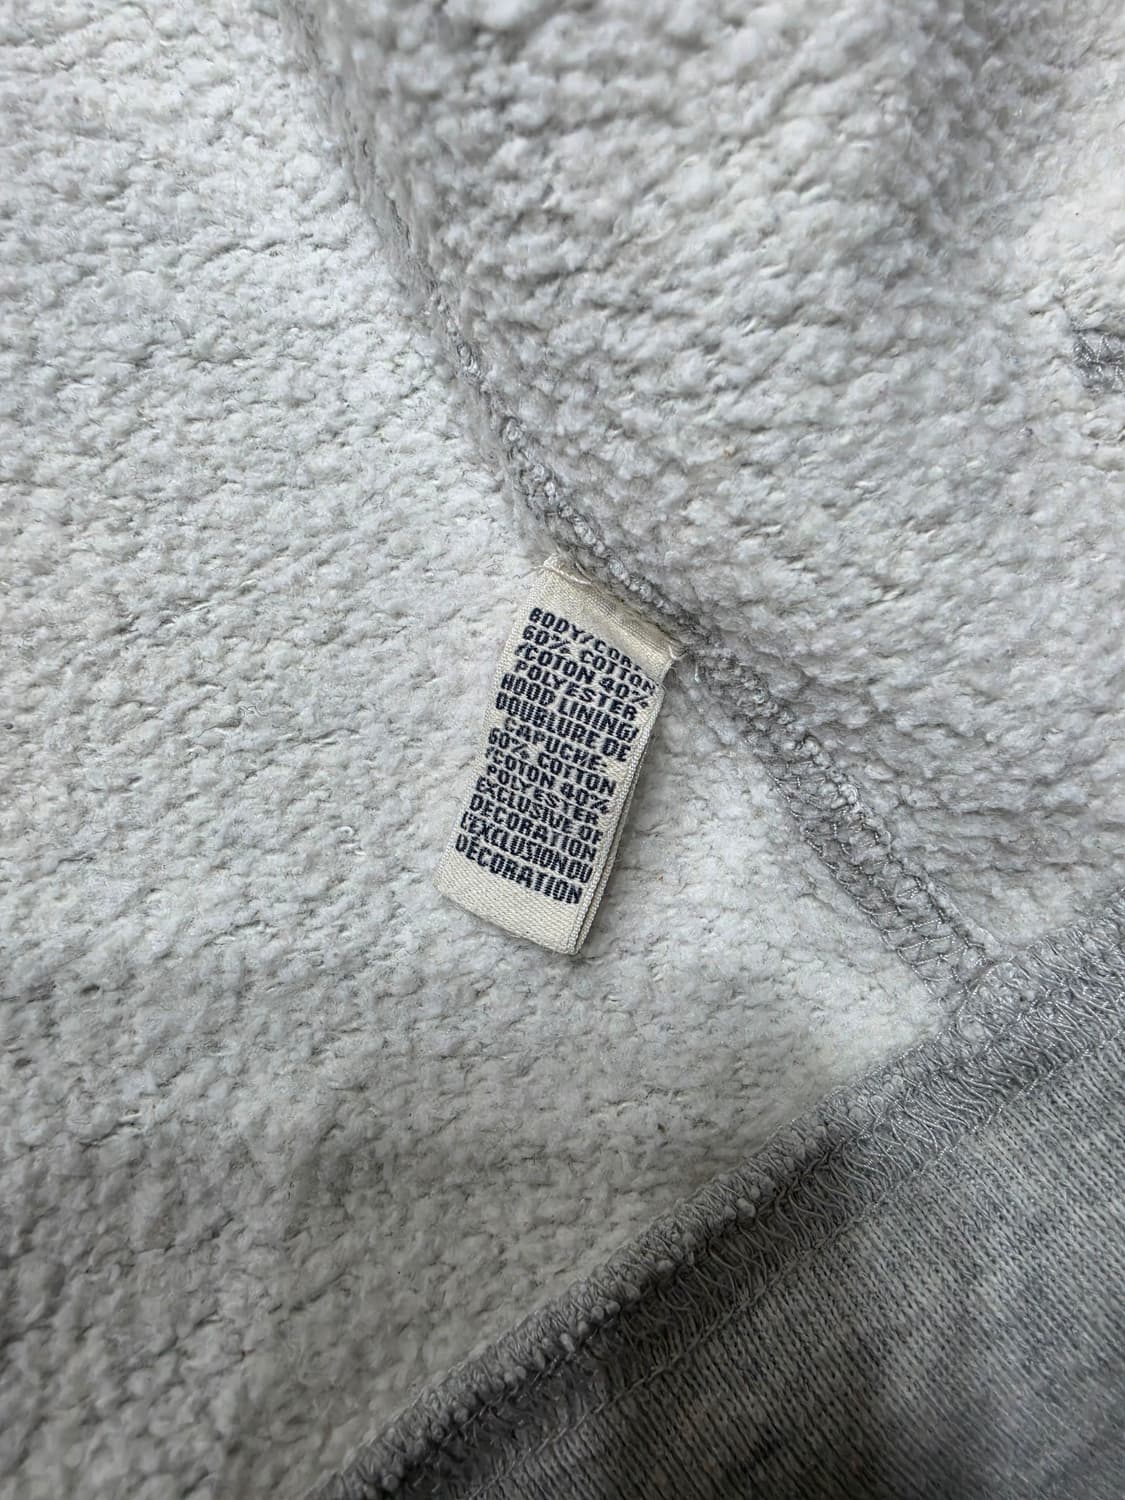 BODY/CORPS
60% COTTON
/COTON 40%
POLYESTER
HOOD LINING/
DOUBLURE DE
CAPUCHE-
60% COTTON
/COTON 40%
POLYESTER
EXCLUSIVE OF
DECORATION
L'EXCLUSION DU
DECORATION